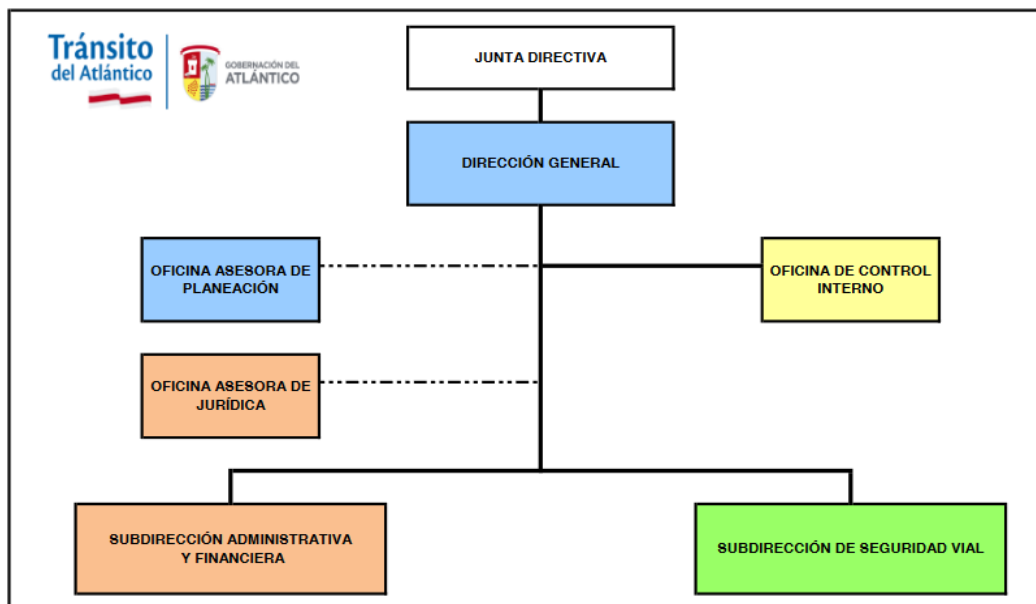 Tránsito
del Atlántico
GOBERNACIÓN DEL
ATLÁNTICO
JUNTA DIRECTIVA
DIRECCIÓN GENERAL
OFICINA ASESORA DE
PLANEACIÓN
OFICINA DE CONTROL
INTERNO
OFICINA ASESORA DE
JURÍDICA
SUBDIRECCIÓN ADMINISTRATIVA
Y FINANCIERA
SUBDIRECCIÓN DE SEGURIDAD VIAL